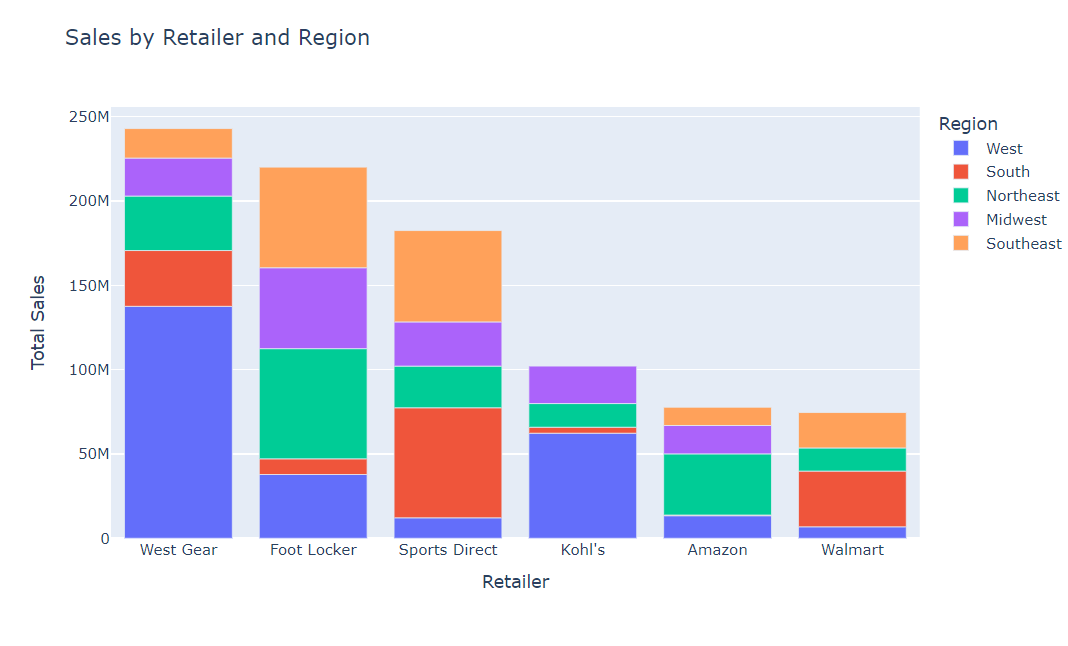 Sales by Retailer and Region
250M
200M
150M
100M
50M
0
Total Sales
West Gear
Foot Locker
Sports Direct
Kohl's
Amazon
Walmart
Retailer
Region
West
South
Northeast
Midwest
Southeast